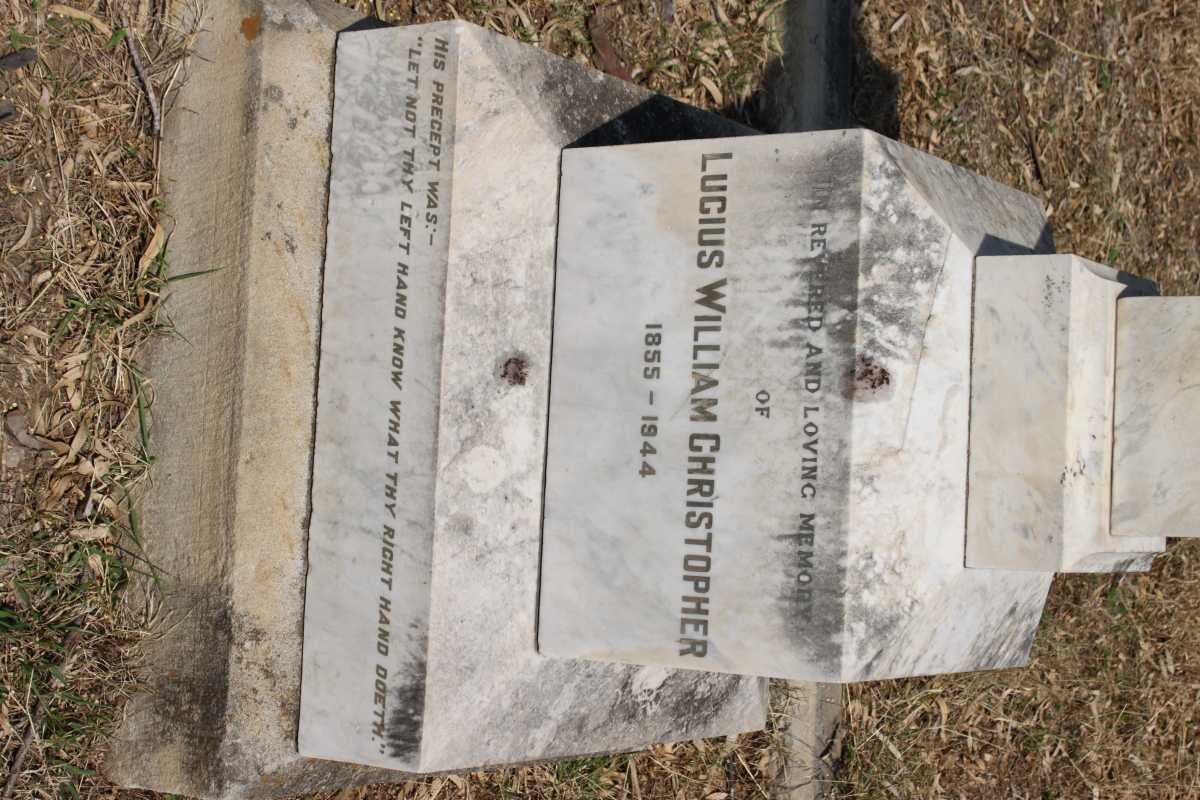 IN REVERED AND LOVING MEMORY
OF
LUCIUS WILLIAM CHRISTOPHER
1855 – 1944
HIS PRECEPT WAS:–
"LET NOT THY LEFT HAND KNOW WHAT THY RIGHT HAND DOETH."